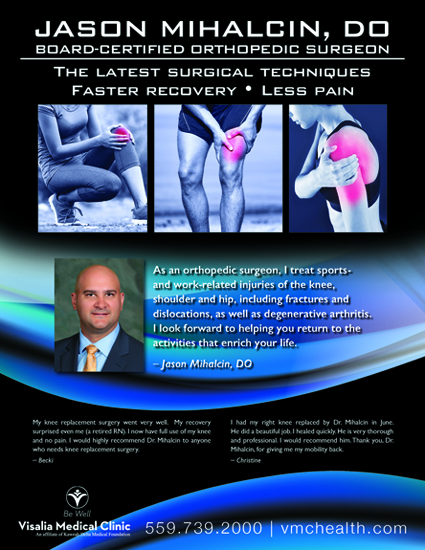 JASON MIHALCIN, DO
BOARD-CERTIFIED ORTHOPEDIC SURGEON
THE LATEST SURGICAL TECHNIQUES
FASTER RECOVERY • LESS PAIN
As an orthopedic surgeon, I treat sports-
and work-related injuries of the knee,
shoulder and hip, including fractures and
dislocations, as well as degenerative arthritis.
I look forward to helping you return to the
activities that enrich your life.
– Jason Mihalcin, DO
My knee replacement surgery went very well. My recovery
surprised even me (a retired RN). I now have full use of my knee
and no pain. I would highly recommend Dr. Mihalcin to anyone
who needs knee replacement surgery.
– Becki
I had my right knee replaced by Dr. Mihalcin in June.
He did a beautiful job. I healed quickly. He is very thorough
and professional. I would recommend him. Thank you, Dr.
Mihalcin, for giving me my mobility back.
– Christine
Be Well
Visalia Medical Clinic
An affiliate of Kaweah Delta Medical Foundation
559.739.2000 | vmchealth.com